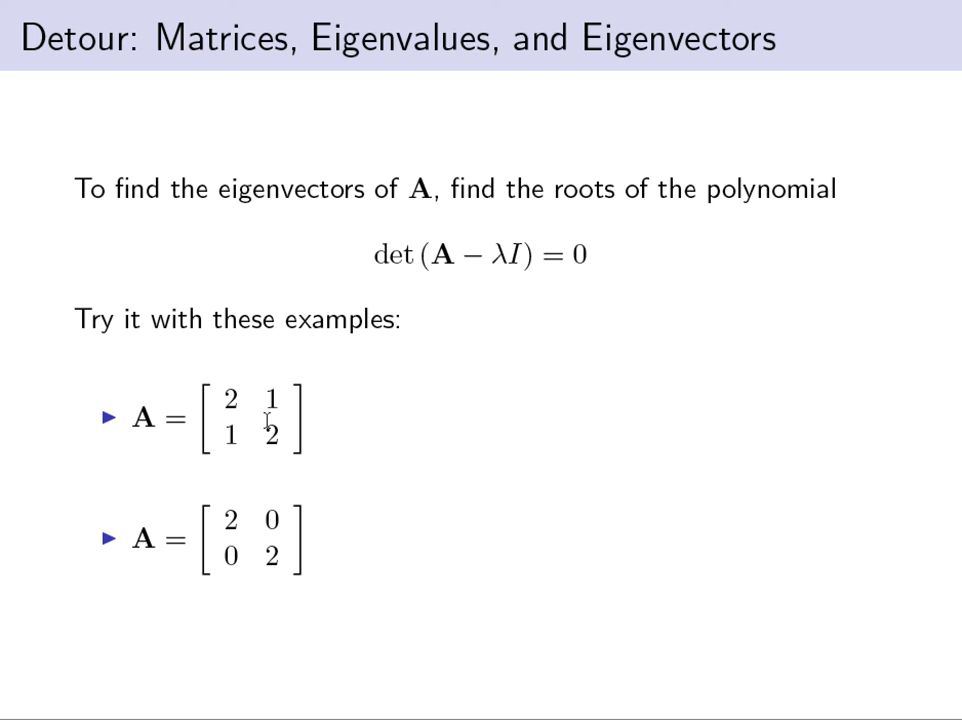 Detour: Matrices, Eigenvalues, and Eigenvectors
To find the eigenvectors of A, find the roots of the polynomial
det (A − λI) = 0
Try it with these examples:
▶ A = [ 2 1
1 2 ]
▶ A = [ 2 0
0 2 ]